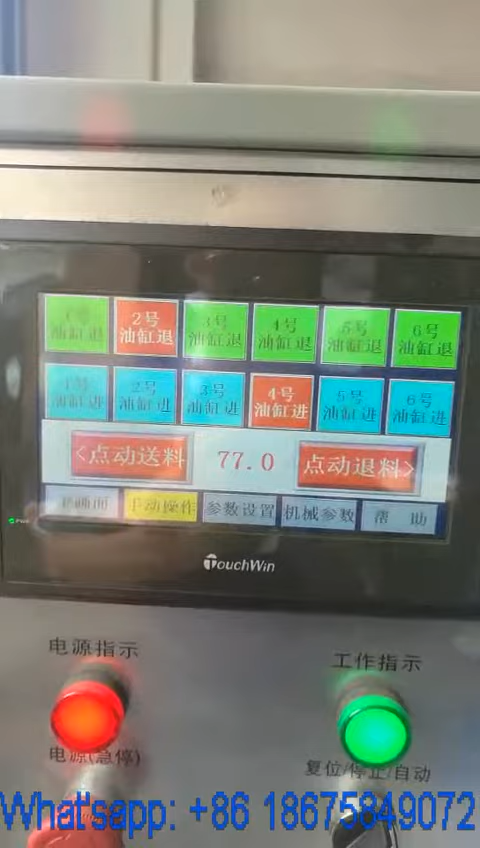 1号 2号 3号 4号 5号 6号
油缸退 油缸退 油缸退 油缸退 油缸退 油缸退
1号 2号 3号 4号 5号 6号
油缸进 油缸进 油缸进 油缸进 油缸进 油缸进
<点动送料 77.0 点动退料>
手动操作 参数设置 机械参数 帮 助
TouchWin
电源指示 工作指示
电源(急停) 复位/停止/自动
What'sapp: +86 18675849072